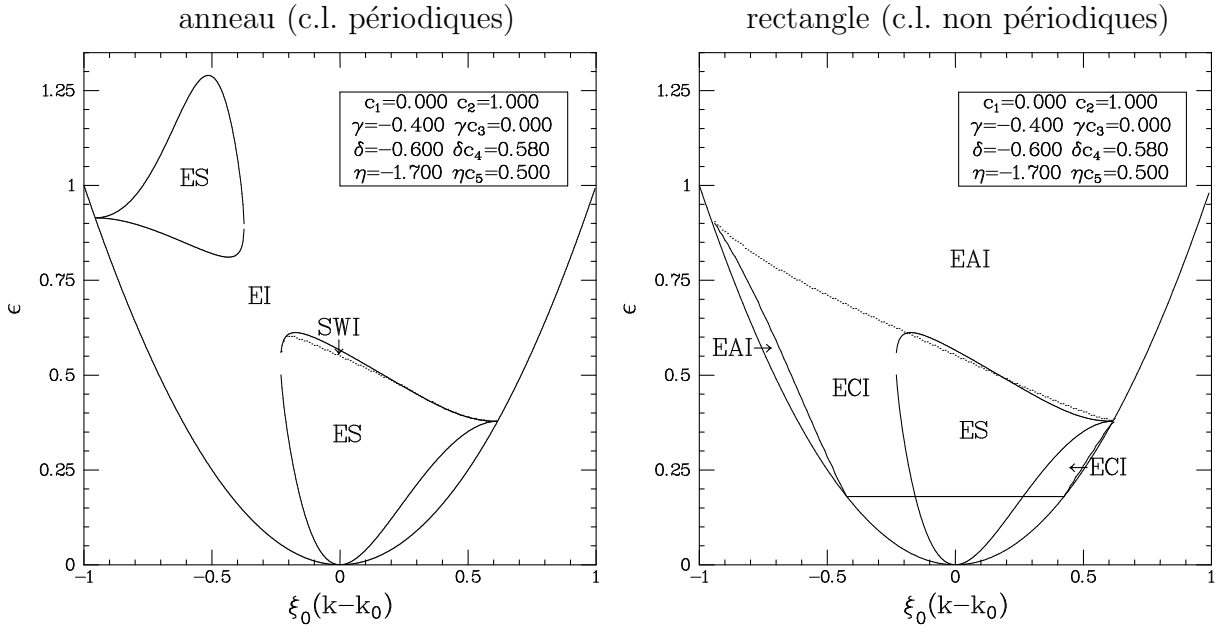 anneau (c.l. périodiques)
1.25
1
0.75
0.5
0.25
0
ϵ
c₁=0.000 c₂=1.000
γ=−0.400 γc₃=0.000
δ=−0.600 δc₄=0.580
η=−1.700 ηc₅=0.500
ES
EI
SWI
ES
−1
−0.5
0
0.5
1
ξ₀(k−k₀)
rectangle (c.l. non périodiques)
1.25
1
0.75
0.5
0.25
0
ϵ
c₁=0.000 c₂=1.000
γ=−0.400 γc₃=0.000
δ=−0.600 δc₄=0.580
η=−1.700 ηc₅=0.500
EAI
EAI
ECI
ES
ECI
−1
−0.5
0
0.5
1
ξ₀(k−k₀)